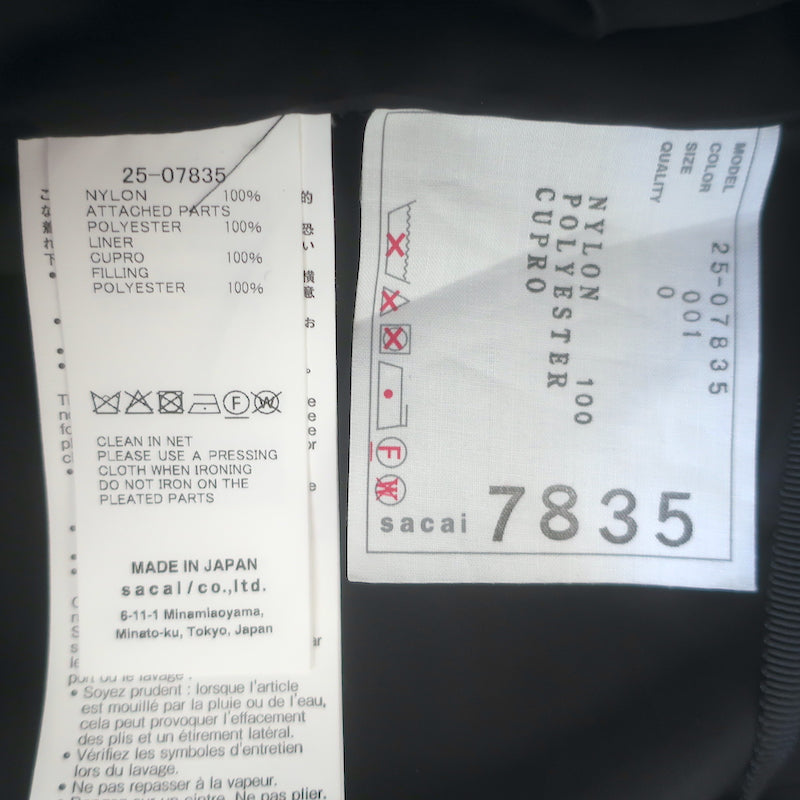 25-07835
NYLON 100%
ATTACHED PARTS
POLYESTER 100%
LINER
CUPRO 100%
FILLING
POLYESTER 100%
F
W
CLEAN IN NET
PLEASE USE A PRESSING
CLOTH WHEN IRONING
DO NOT IRON ON THE
PLEATED PARTS
MADE IN JAPAN
sacai/co.,ltd.
6-11-1 Minamiaoyama,
Minato-ku, Tokyo, Japan
port ou le lavage.
• Soyez prudent : lorsque l'article
est mouillé par la pluie ou de l'eau,
cela peut provoquer l'effacement
des plis et un étirement latéral.
• Vérifiez les symboles d'entretien
lors du lavage.
• Ne pas repasser à la vapeur.
Ne pas plier.
MODEL 25-07835
COLOR 001
SIZE 0
QUALITY
NYLON 100
POLYESTER
CUPRO
F
W
sacai 7835